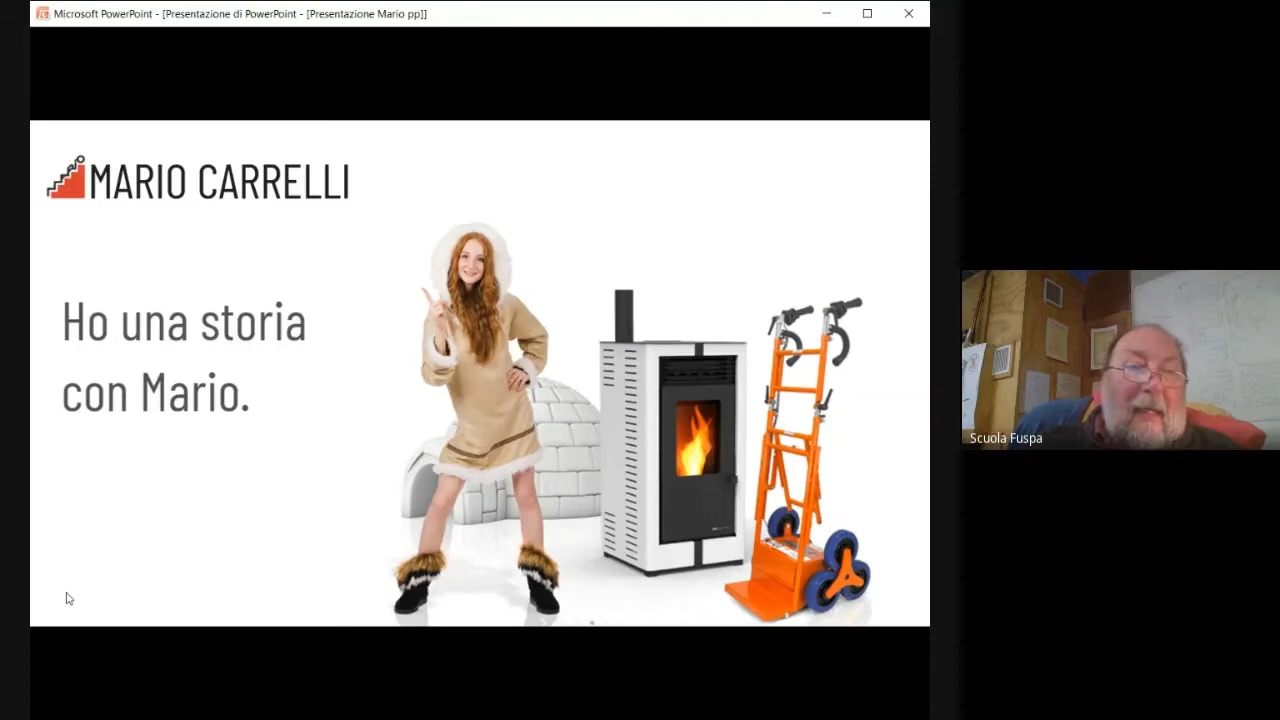 Microsoft PowerPoint - [Presentazione di PowerPoint - [Presentazione Mario pp]]
MARIO CARRELLI
Ho una storia
con Mario.
Scuola Fuspa